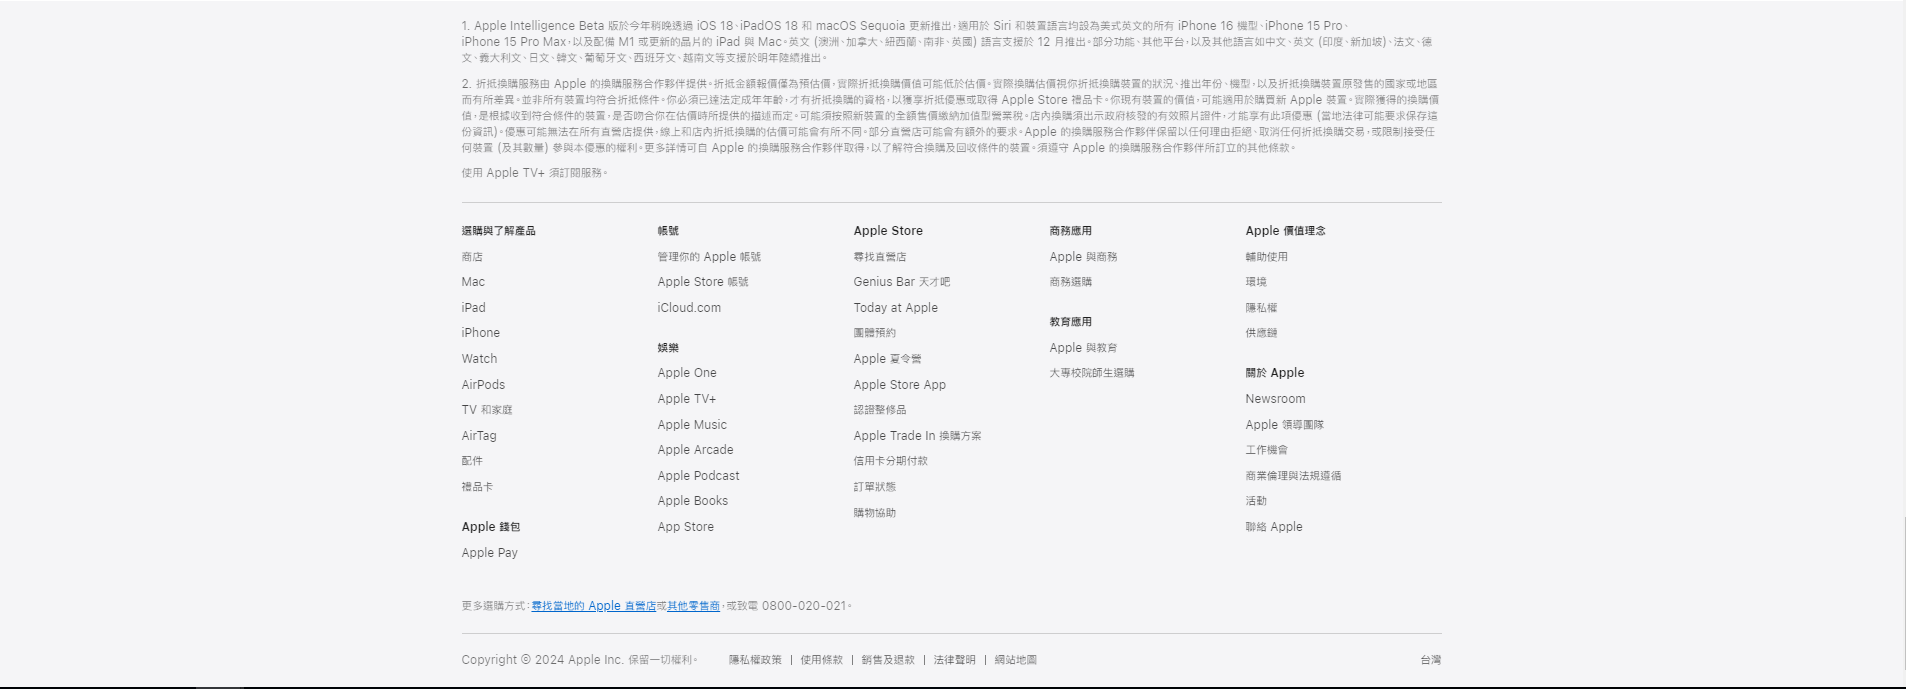 1. Apple Intelligence Beta 版於今年稍晚透過 iOS 18、iPadOS 18 和 macOS Sequoia 更新推出，適用於 Siri 和裝置語言均設為美式英文的所有 iPhone 16 機型、iPhone 15 Pro、
iPhone 15 Pro Max，以及配備 M1 或更新的晶片的 iPad 與 Mac。英文 (澳洲、加拿大、紐西蘭、南非、英國) 語言支援於 12 月推出。部分功能、其他平台，以及其他語言如中文、英文 (印度、新加坡)、法文、德
文、義大利文、日文、韓文、葡萄牙文、西班牙文、越南文等支援於明年陸續推出。
2. 折抵換購服務由 Apple 的換購服務合作夥伴提供。折抵金額報價僅為預估價，實際折抵換購價值可能低於估價。實際換購估價視你折抵換購裝置的狀況、推出年份、機型，以及折抵換購裝置原發售的國家或地區
而有所差異。並非所有裝置均符合折抵條件。你必須已達法定成年年齡，才有折抵換購的資格，以獲享折抵優惠或取得 Apple Store 禮品卡。你現有裝置的價值，可能適用於購買新 Apple 裝置。實際獲得的換購價
值，是根據收到符合條件的裝置，是否吻合你在估價時所提供的描述而定。可能須按照新裝置的全額售價繳納加值型營業稅。店內換購須出示政府核發的有效照片證件，才能享有此項優惠 (當地法律可能要求保存這
份資訊)。優惠可能無法在所有直營店提供，線上和店內折抵換購的估價可能會有所不同。部分直營店可能會有額外的要求。Apple 的換購服務合作夥伴保留以任何理由拒絕、取消任何折抵換購交易，或限制接受任
何裝置 (及其數量) 參與本優惠的權利。更多詳情可自 Apple 的換購服務合作夥伴取得，以了解符合換購及回收條件的裝置。須遵守 Apple 的換購服務合作夥伴所訂立的其他條款。
使用 Apple TV+ 須訂閱服務。
選購與了解產品
商店
Mac
iPad
iPhone
Watch
AirPods
TV 和家庭
AirTag
配件
禮品卡
Apple 錢包
Apple Pay
帳號
管理你的 Apple 帳號
Apple Store 帳號
iCloud.com
娛樂
Apple One
Apple TV+
Apple Music
Apple Arcade
Apple Podcast
Apple Books
App Store
Apple Store
尋找直營店
Genius Bar 天才吧
Today at Apple
團體預約
Apple 夏令營
Apple Store App
認證整修品
Apple Trade In 換購方案
信用卡分期付款
訂單狀態
購物協助
商務應用
Apple 與商務
商務選購
教育應用
Apple 與教育
大專校院師生選購
Apple 價值理念
輔助使用
環境
隱私權
供應鏈
關於 Apple
Newsroom
Apple 領導團隊
工作機會
商業倫理與法規遵循
活動
聯絡 Apple
更多選購方式：尋找當地的 Apple 直營店或其他零售商，或致電 0800-020-021。
Copyright © 2024 Apple Inc. 保留一切權利。 隱私權政策 | 使用條款 | 銷售及退款 | 法律聲明 | 網站地圖 台灣